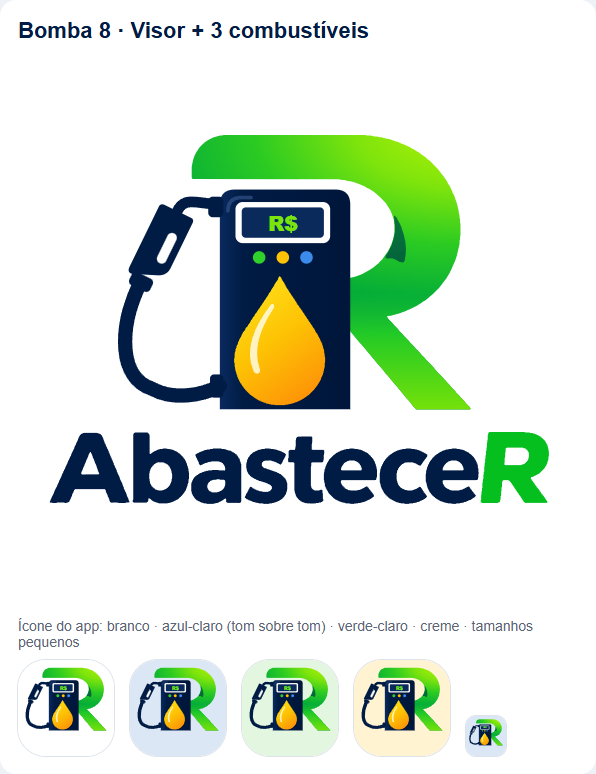 Bomba 8 · Visor + 3 combustíveis
R$
R
AbasteceR
Ícone do app: branco · azul-claro (tom sobre tom) · verde-claro · creme · tamanhos
pequenos
R$
R$
R$
R$